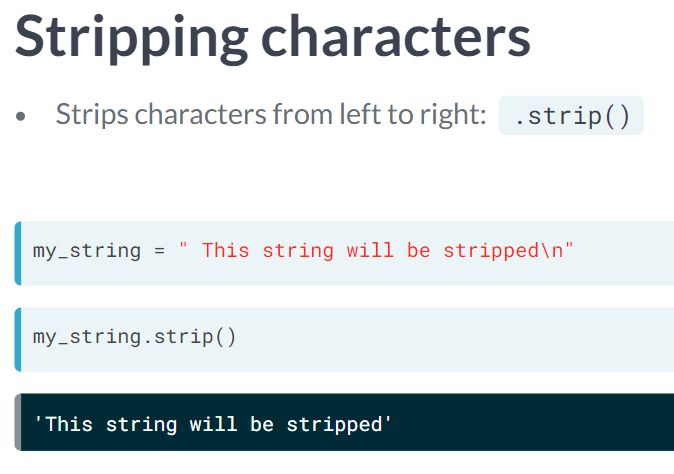 Stripping characters
• Strips characters from left to right: .strip()
my_string = " This string will be stripped\n"
my_string.strip()
'This string will be stripped'